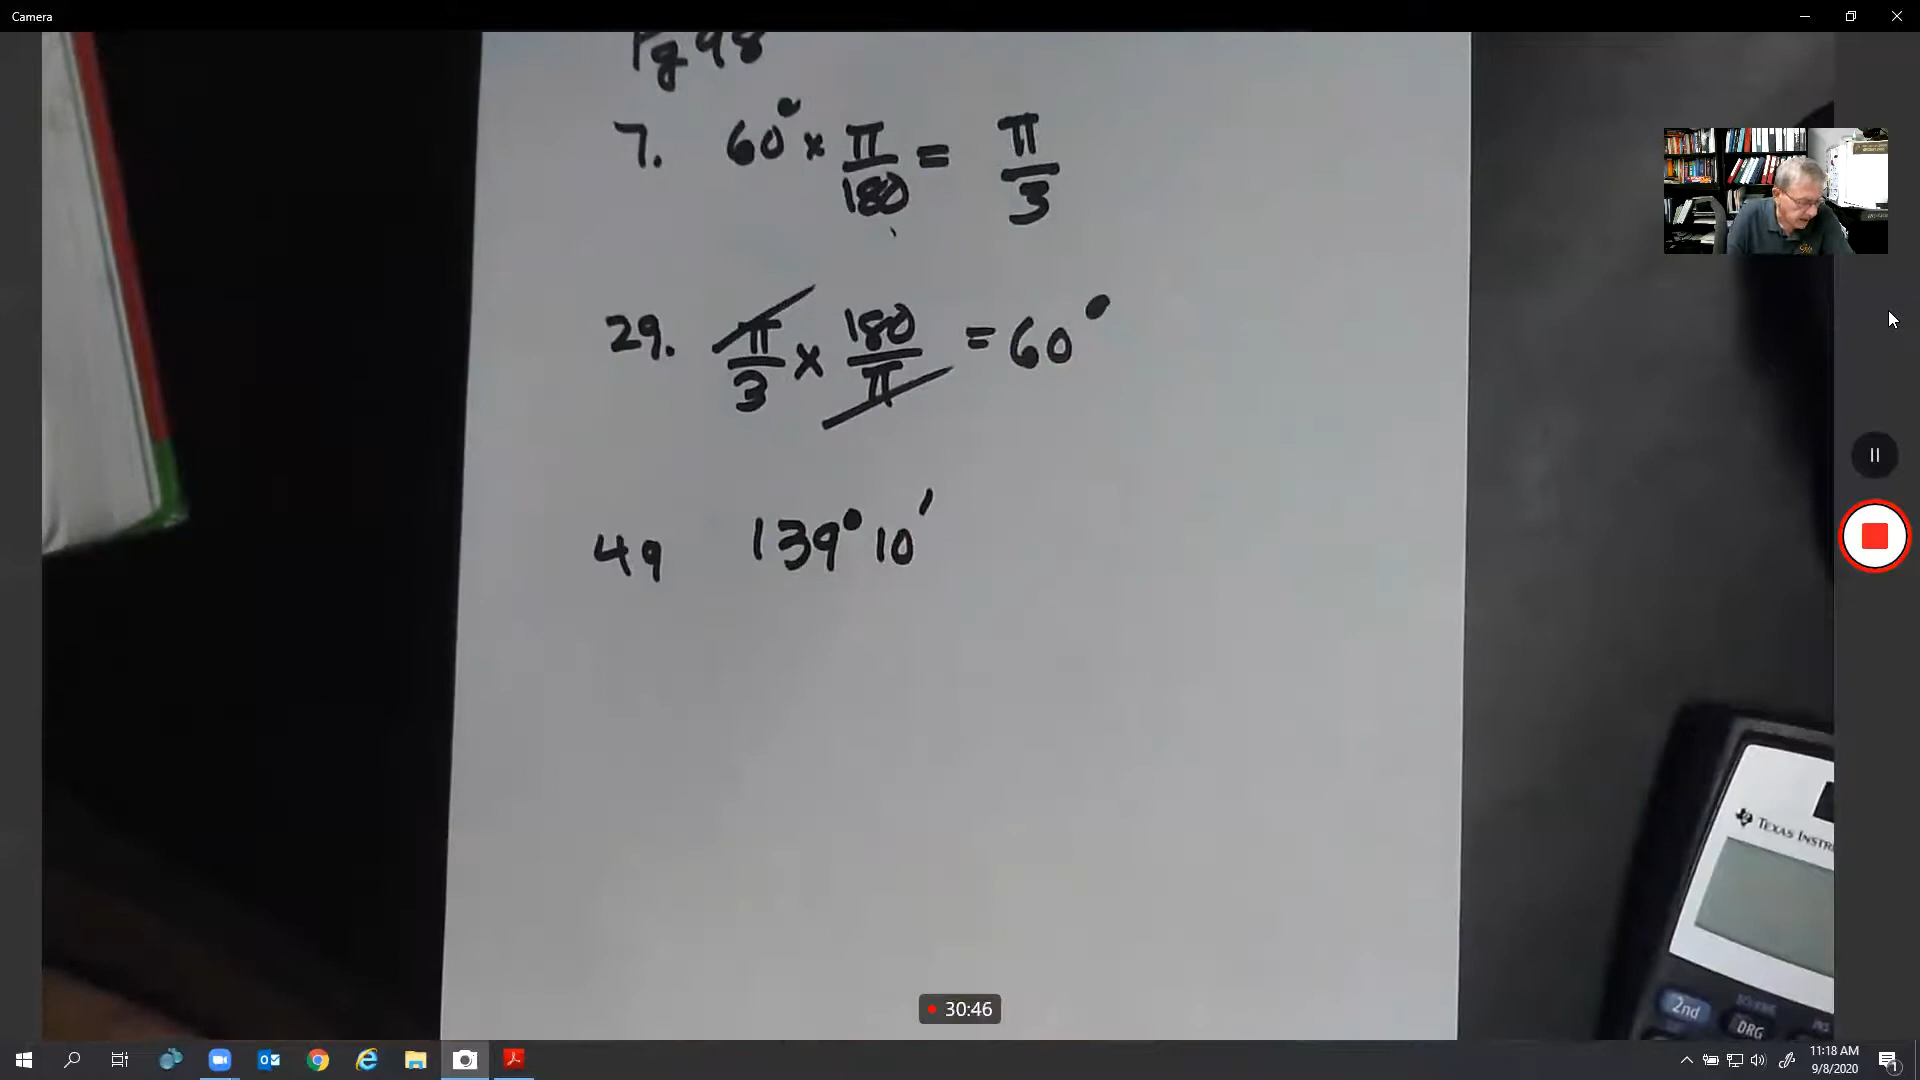 Camera
Pg 98
7. 60° × π/180 = π/3
29. π/3 × 180/π = 60°
49 139° 10'
TEXAS INSTR
2nd
DRG
30:46
11:18 AM
9/8/2020